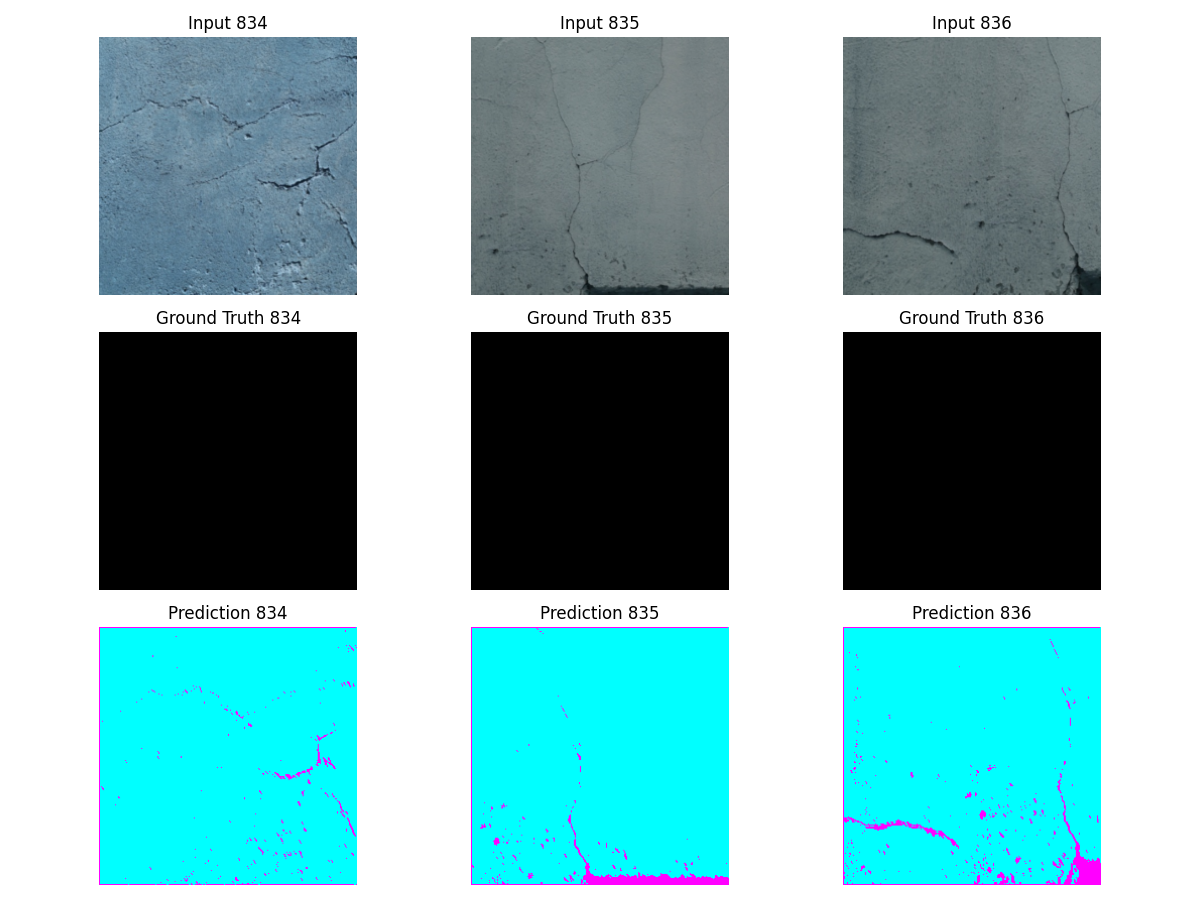 Input 834
Input 835
Input 836
Ground Truth 834
Ground Truth 835
Ground Truth 836
Prediction 834
Prediction 835
Prediction 836